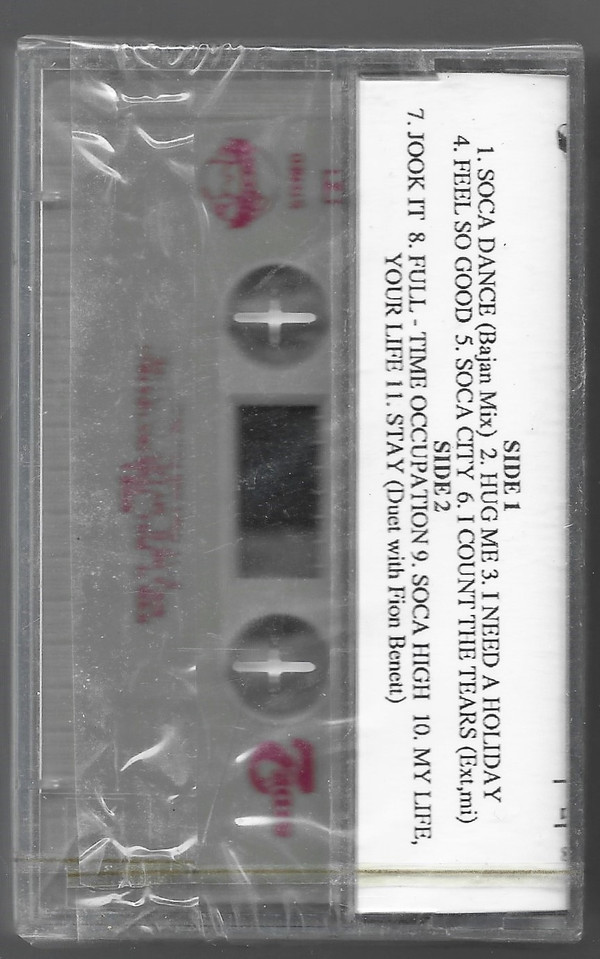 SIDE 1
1. SOCA DANCE (Bajan Mix) 2. HUG ME 3. I NEED A HOLIDAY
4. FEEL SO GOOD 5. SOCA CITY 6. I COUNT THE TEARS (Ext,mi)
SIDE 2
7. JOOK IT 8. FULL - TIME OCCUPATION 9. SOCA HIGH 10. MY LIFE,
YOUR LIFE 11. STAY (Duet with Fion Benett)